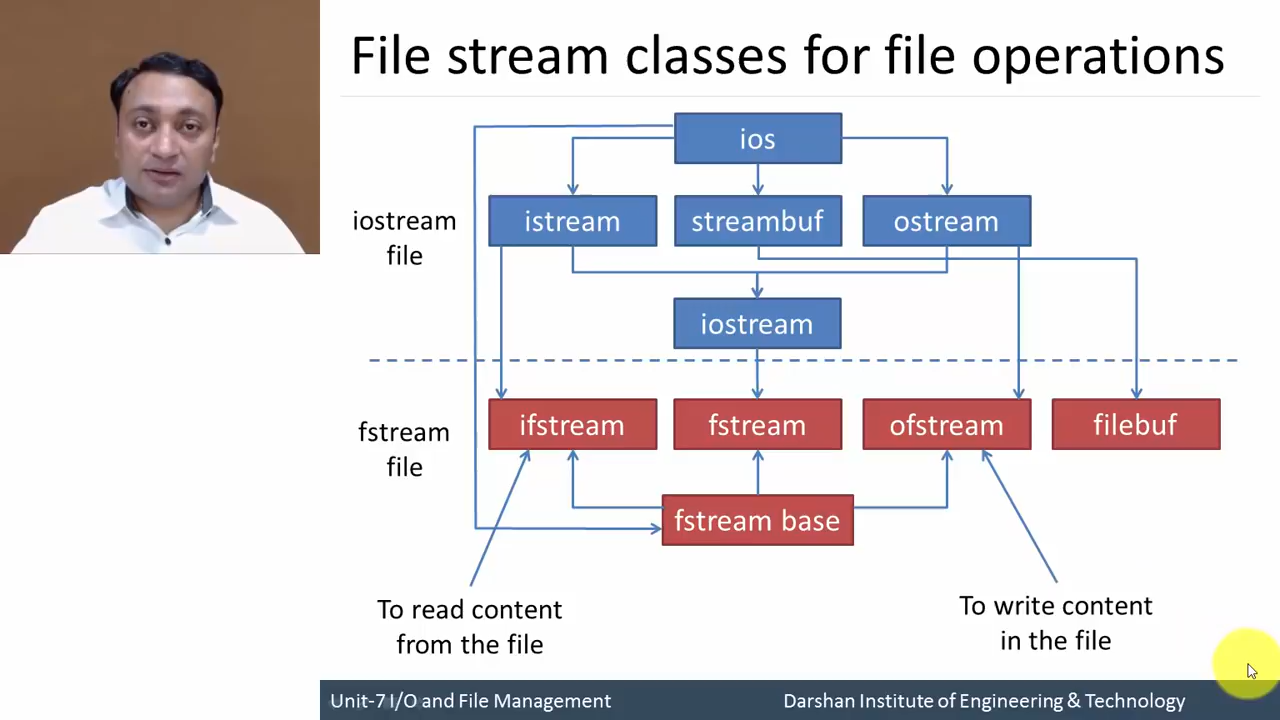 File stream classes for file operations
ios
iostream
file
istream
streambuf
ostream
iostream
fstream
file
ifstream
fstream
ofstream
filebuf
fstream base
To read content
from the file
To write content
in the file
Unit-7 I/O and File Management
Darshan Institute of Engineering & Technology